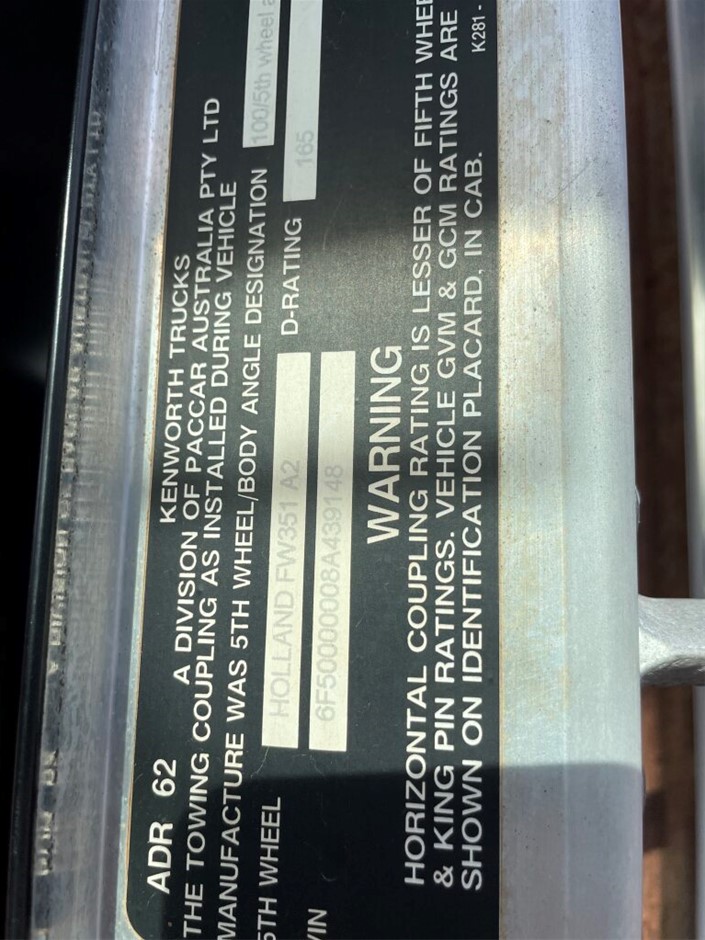 KENWORTH TRUCKS
ADR 62 A DIVISION OF PACCAR AUSTRALIA PTY LTD
THE TOWING COUPLING AS INSTALLED DURING VEHICLE
MANUFACTURE WAS 5TH WHEEL/BODY ANGLE DESIGNATION 100/5th wheel a
5TH WHEEL HOLLAND FW351 A2 D-RATING 165
VIN 6F50000008A439148
WARNING
HORIZONTAL COUPLING RATING IS LESSER OF FIFTH WHEE
& KING PIN RATINGS. VEHICLE GVM & GCM RATINGS ARE
SHOWN ON IDENTIFICATION PLACARD, IN CAB. K281-